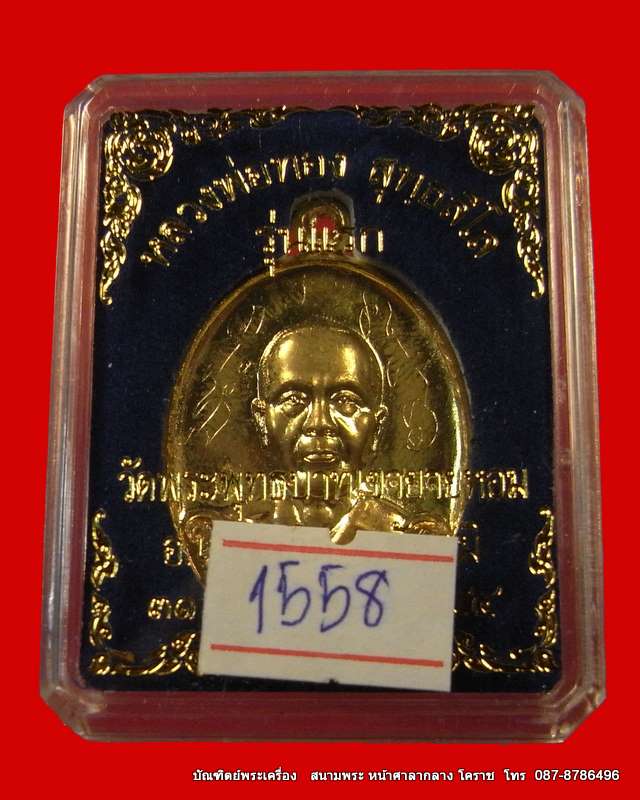 หลวงพ่อทอง สุทธสีโล
รุ่นแรก
วัดพระพุทธบาทเขายายหอม
1558
บัณฑิตย์พระเครื่อง สนามพระ หน้าศาลากลาง โคราช โทร 087-8786496